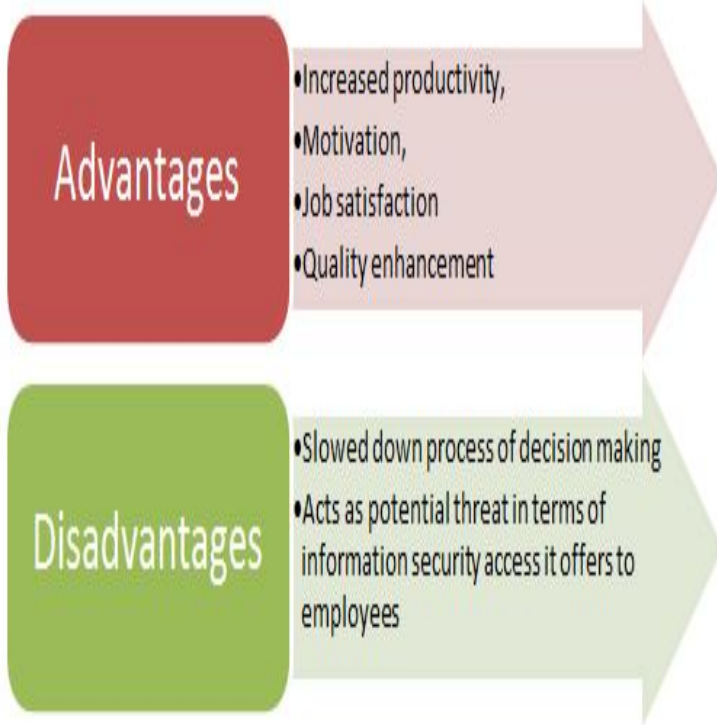 Advantages
•Increased productivity,
•Motivation,
•Job satisfaction
•Quality enhancement
Disadvantages
•Slowed down process of decision making
•Acts as potential threat in terms of
information security access it offers to
employees